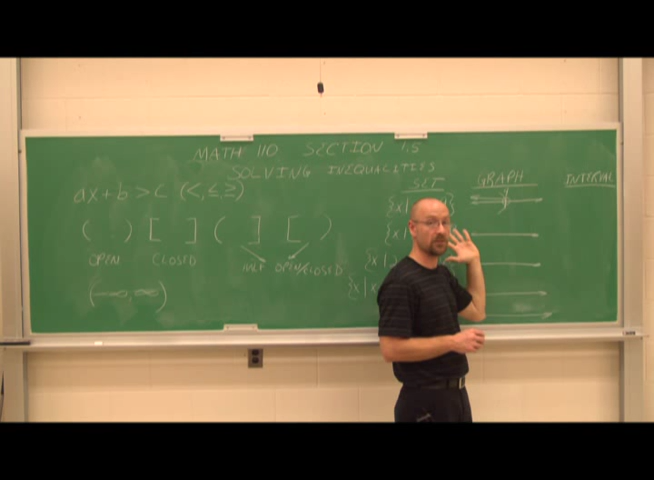 MATH 110 SECTION 1.5
SOLVING INEQUALITIES
ax+b>c (<,≤,≥)
( , ) [ ] ( ] [ )
OPEN CLOSED HALF OPEN/CLOSED
(-∞,∞)
SET GRAPH INTERVAL
{x| }
{x|
{x|
{x|x